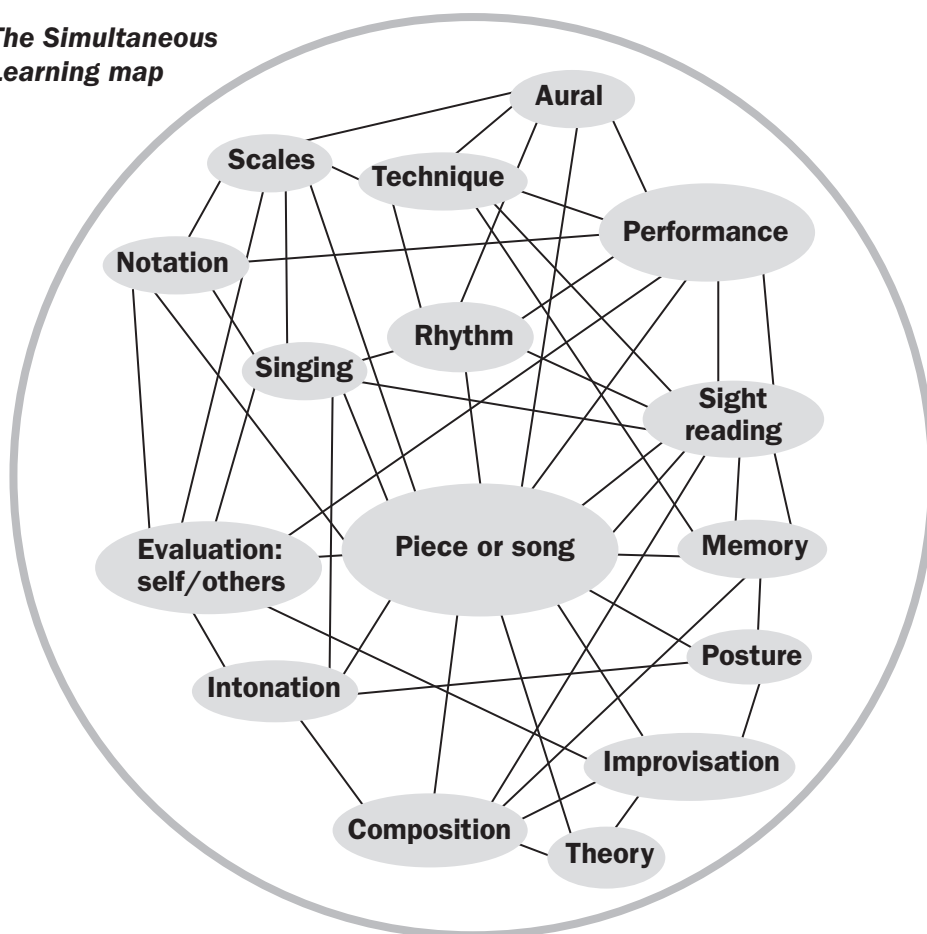 The Simultaneous
Learning map
Aural
Scales
Technique
Performance
Notation
Rhythm
Singing
Sight
reading
Evaluation:
self/others
Piece or song
Memory
Posture
Intonation
Improvisation
Composition
Theory